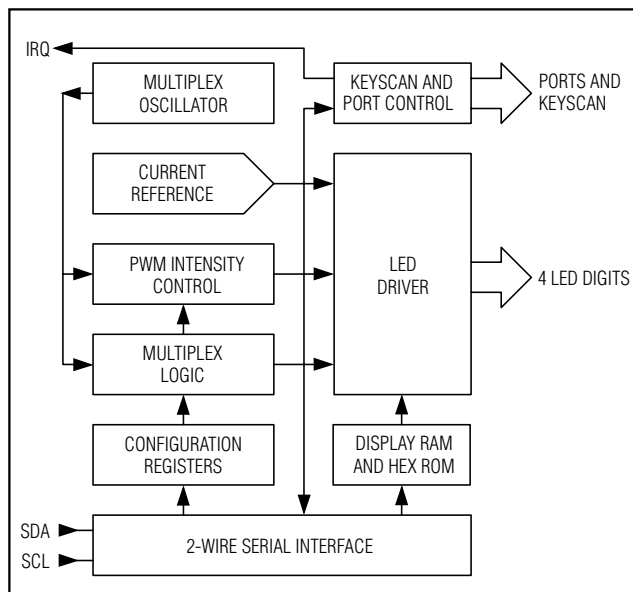 IRQ
MULTIPLEX
OSCILLATOR
KEYSCAN AND
PORT CONTROL
PORTS AND
KEYSCAN
CURRENT
REFERENCE
LED
DRIVER
PWM INTENSITY
CONTROL
4 LED DIGITS
MULTIPLEX
LOGIC
CONFIGURATION
REGISTERS
DISPLAY RAM
AND HEX ROM
SDA
SCL
2-WIRE SERIAL INTERFACE